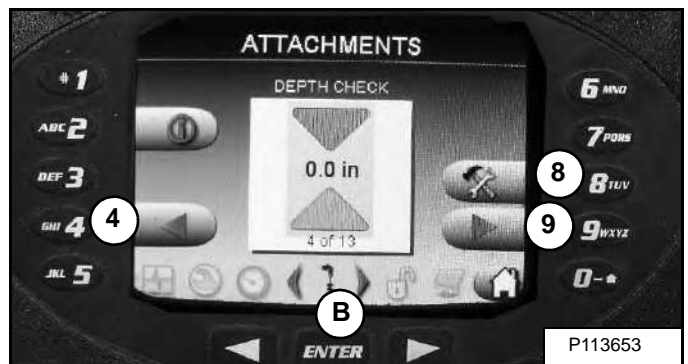 ATTACHMENTS
DEPTH CHECK
0.0 in
4 of 13
#1
ABC 2
DEF 3
GHI 4
JKL 5
6 MNO
7 PQRS
8 TUV
9 WXYZ
0-
4
8
9
B
ENTER
P113653